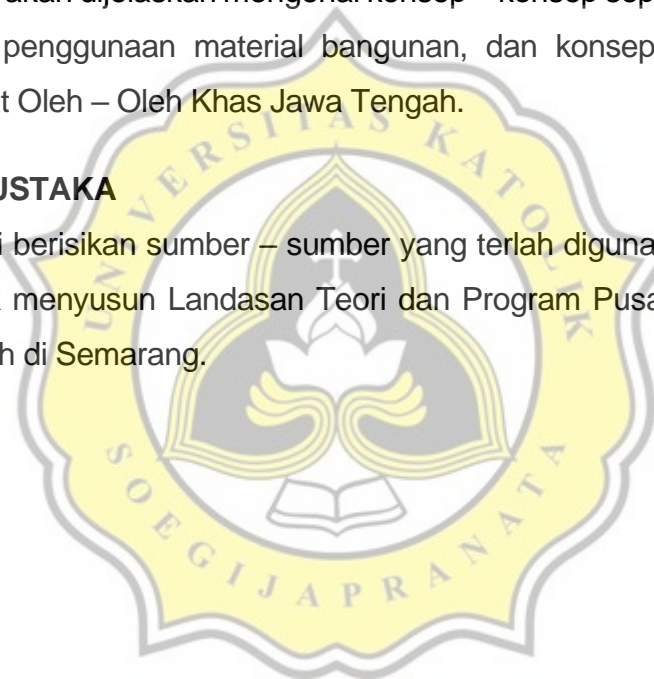 akan dijelaskan mengenai konsep – konsep sep
penggunaan material bangunan, dan konsep
t Oleh – Oleh Khas Jawa Tengah.
USTAKA
i berisikan sumber – sumber yang terlah diguna
menyusun Landasan Teori dan Program Pusa
h di Semarang.
UNIVERSITAS KATOLIK
SOEGIJAPRANATA